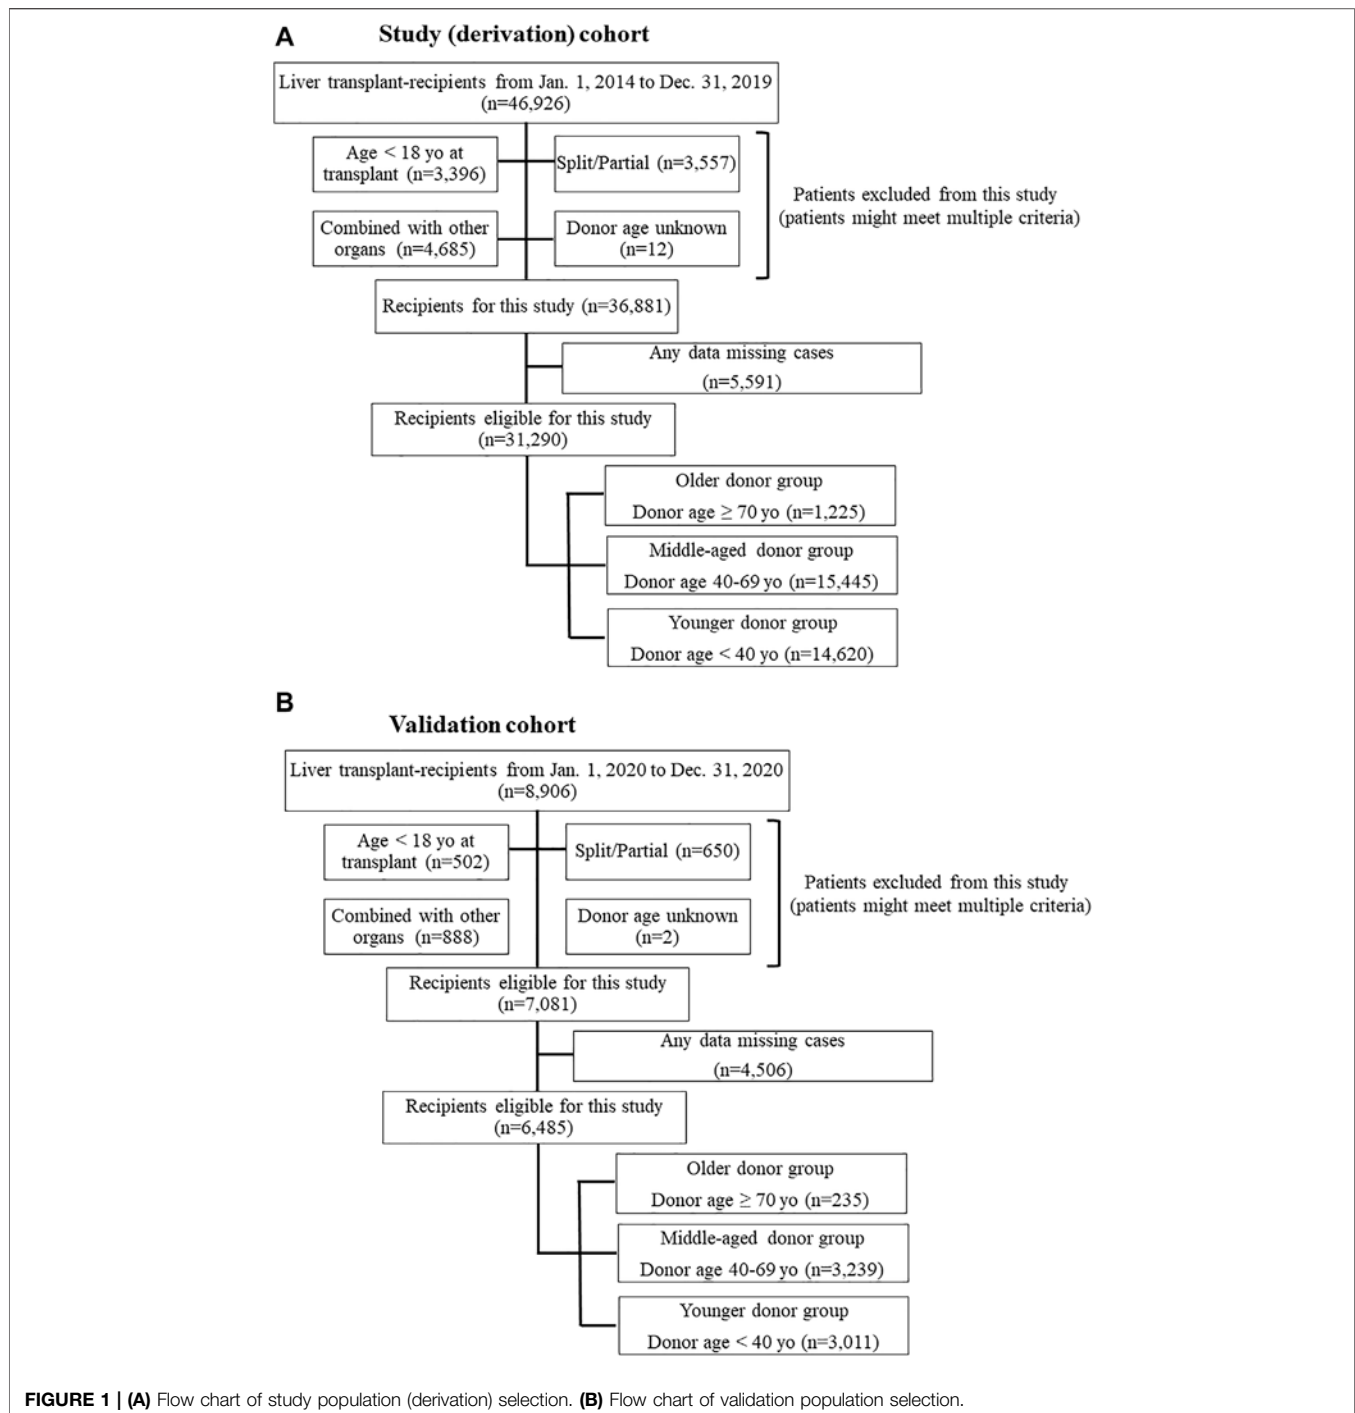 A
Study (derivation) cohort
Liver transplant-recipients from Jan. 1, 2014 to Dec. 31, 2019
(n=46,926)
Age < 18 yo at
transplant (n=3,396)
Split/Partial (n=3,557)
Combined with other
organs (n=4,685)
Donor age unknown
(n=12)
Patients excluded from this study
(patients might meet multiple criteria)
Recipients for this study (n=36,881)
Any data missing cases
(n=5,591)
Recipients eligible for this study
(n=31,290)
Older donor group
Donor age ≥ 70 yo (n=1,225)
Middle-aged donor group
Donor age 40-69 yo (n=15,445)
Younger donor group
Donor age < 40 yo (n=14,620)
B
Validation cohort
Liver transplant-recipients from Jan. 1, 2020 to Dec. 31, 2020
(n=8,906)
Age < 18 yo at
transplant (n=502)
Split/Partial (n=650)
Combined with other
organs (n=888)
Donor age unknown
(n=2)
Patients excluded from this study
(patients might meet multiple criteria)
Recipients eligible for this study
(n=7,081)
Any data missing cases
(n=4,506)
Recipients eligible for this study
(n=6,485)
Older donor group
Donor age ≥ 70 yo (n=235)
Middle-aged donor group
Donor age 40-69 yo (n=3,239)
Younger donor group
Donor age < 40 yo (n=3,011)
FIGURE 1 | (A) Flow chart of study population (derivation) selection. (B) Flow chart of validation population selection.